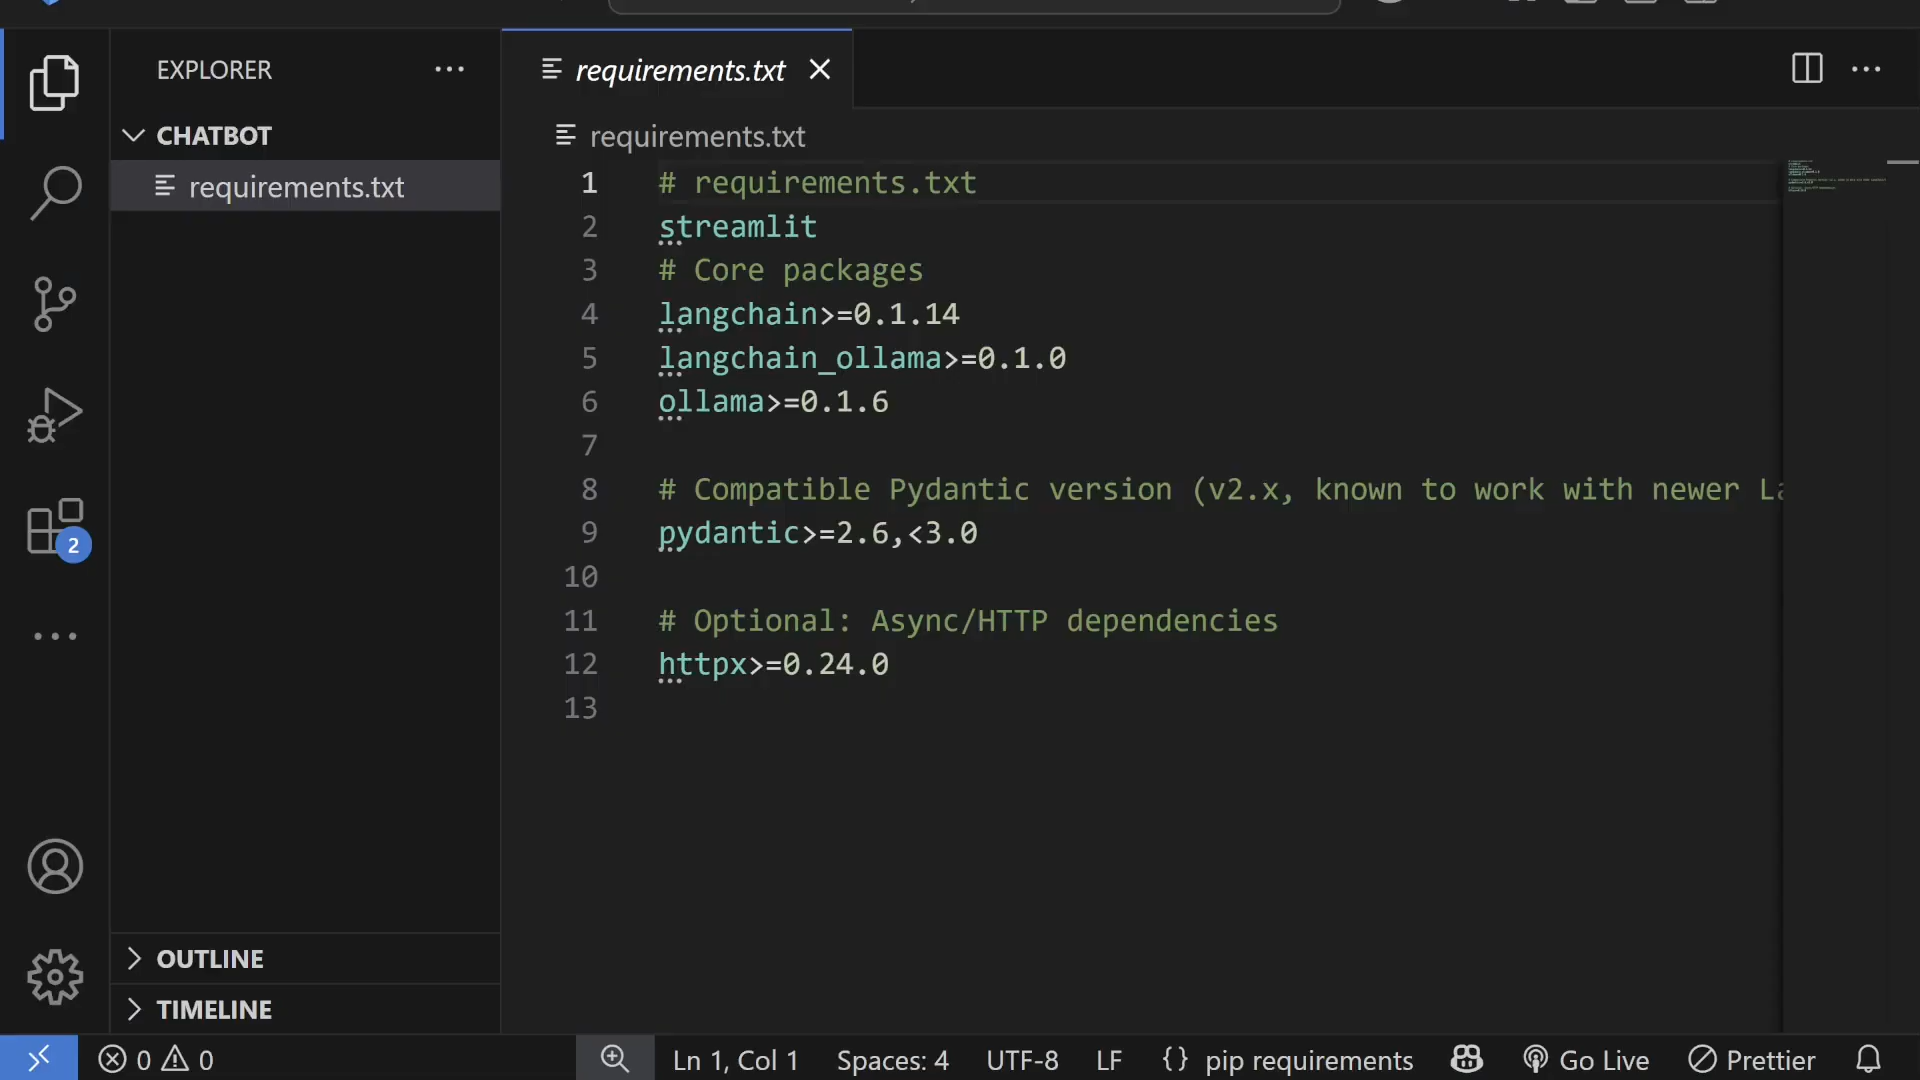 EXPLORER
CHATBOT
requirements.txt
requirements.txt
requirements.txt
1 # requirements.txt
2 streamlit
3 # Core packages
4 langchain>=0.1.14
5 langchain_ollama>=0.1.0
6 ollama>=0.1.6
7
8 # Compatible Pydantic version (v2.x, known to work with newer La
9 pydantic>=2.6,<3.0
10
11 # Optional: Async/HTTP dependencies
12 httpx>=0.24.0
13
2
OUTLINE
TIMELINE
0 0 Ln 1, Col 1 Spaces: 4 UTF-8 LF {} pip requirements Go Live Prettier